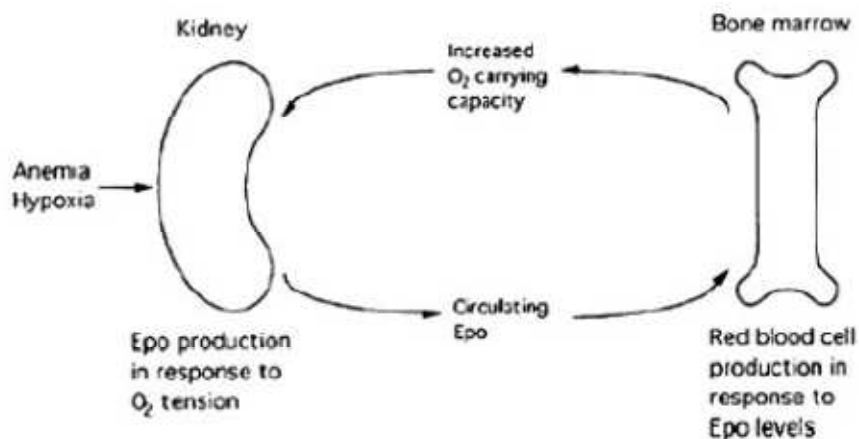 Kidney
Bone marrow
Increased
O₂ carrying
capacity
Anemia
Hypoxia
Circulating
Epo
Epo production
in response to
O₂ tension
Red blood cell
production in
response to
Epo levels